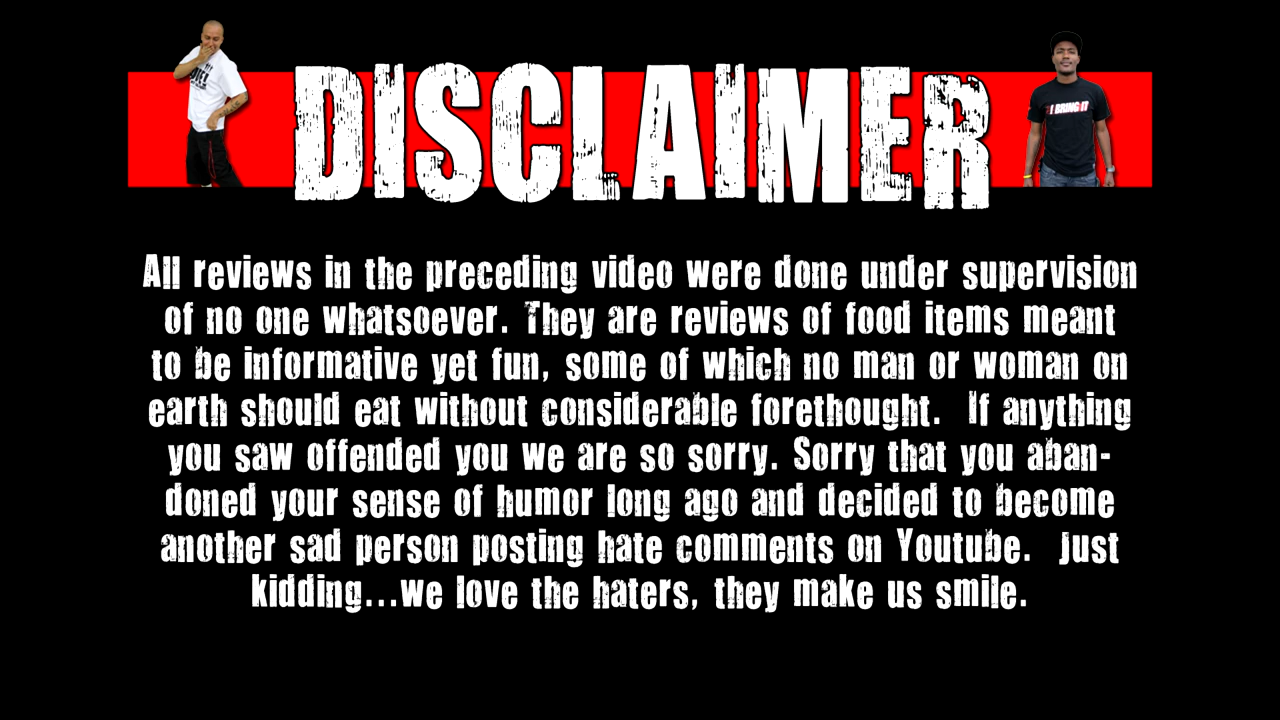 DISCLAIMER
I BRING IT
All reviews in the preceding video were done under supervision
of no one whatsoever. They are reviews of food items meant
to be informative yet fun, some of which no man or woman on
earth should eat without considerable forethought. If anything
you saw offended you we are so sorry. Sorry that you aban-
doned your sense of humor long ago and decided to become
another sad person posting hate comments on Youtube. Just
kidding...we love the haters, they make us smile.